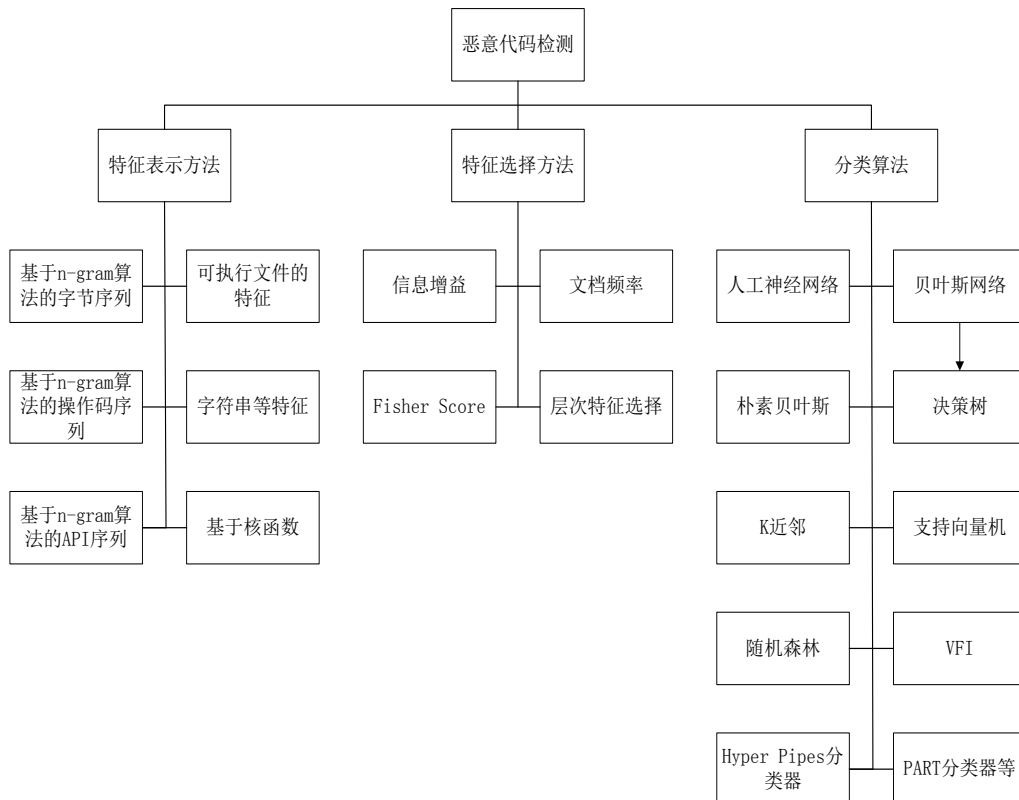 恶意代码检测
特征表示方法
特征选择方法
分类算法
基于n-gram算
法的字节序列
可执行文件的
特征
信息增益
文档频率
人工神经网络
贝叶斯网络
基于n-gram算
法的操作码序
列
字符串等特征
Fisher Score
层次特征选择
朴素贝叶斯
决策树
基于n-gram算
法的API序列
基于核函数
K近邻
支持向量机
随机森林
VFI
Hyper Pipes分
类器
PART分类器等